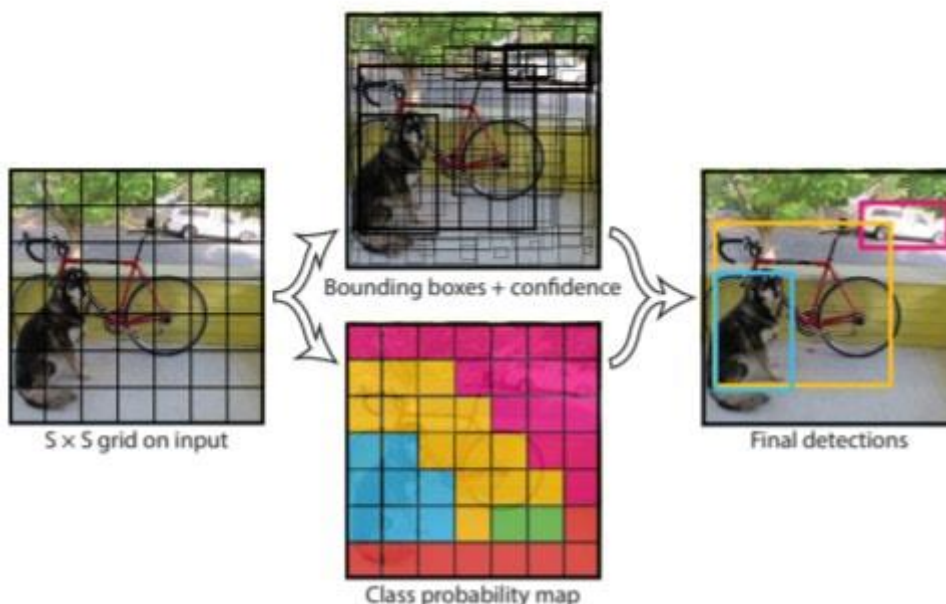 Bounding boxes + confidence
S × S grid on input
Final detections
Class probability map